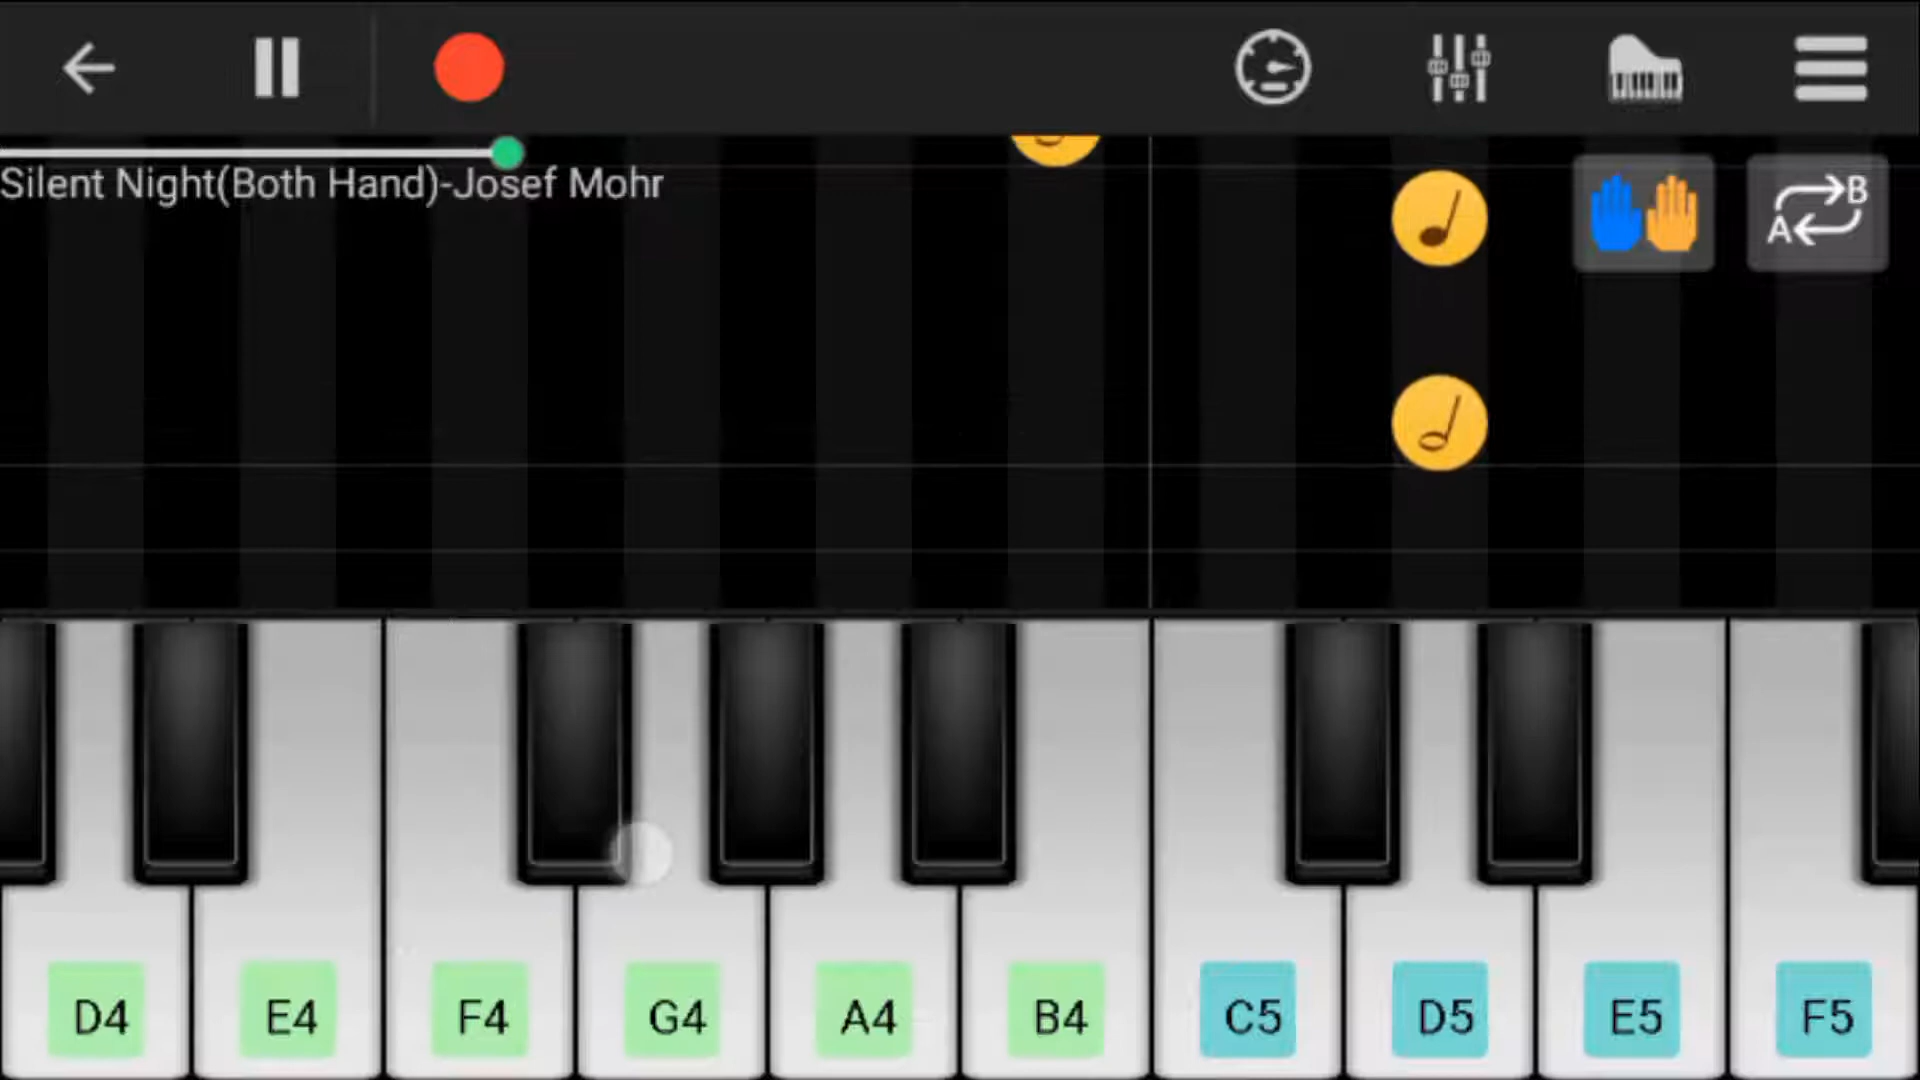 Silent Night(Both Hand)-Josef Mohr
B
A
D4 E4 F4 G4 A4 B4 C5 D5 E5 F5